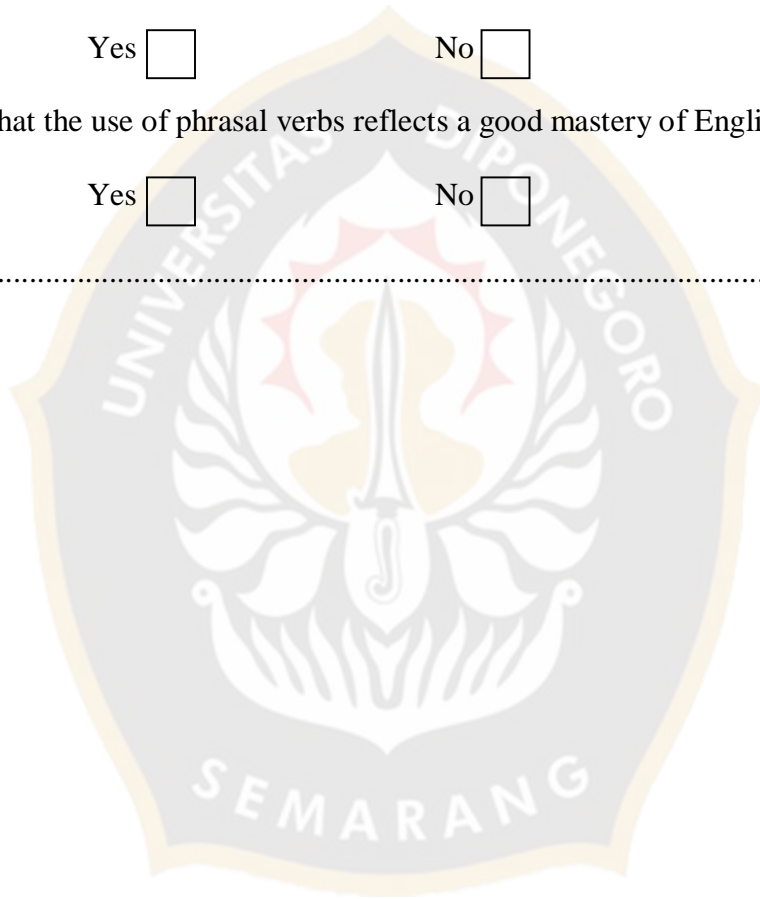 Yes No
hat the use of phrasal verbs reflects a good mastery of Engli
Yes No
................................................................................
UNIVERSITAS DIPONEGORO
SEMARANG